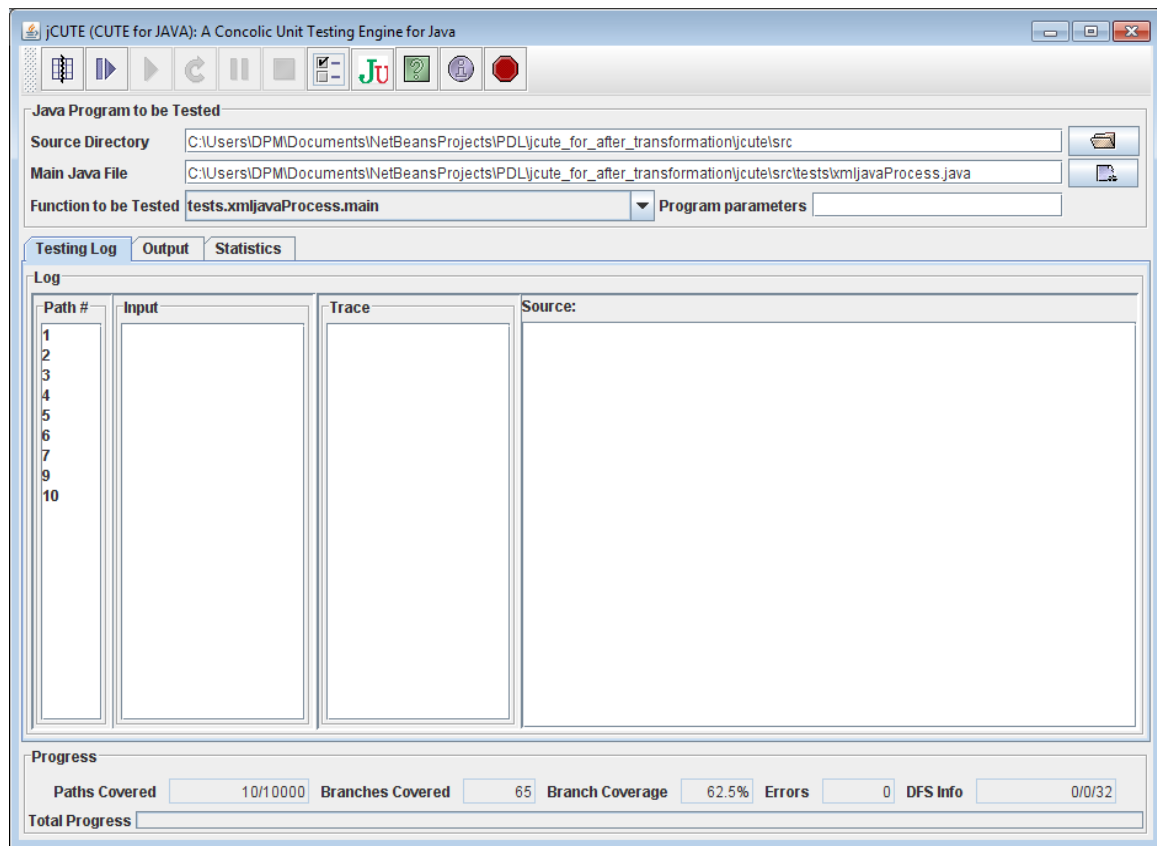 jCUTE (CUTE for JAVA): A Concolic Unit Testing Engine for Java
JU
Java Program to be Tested
Source Directory C:\Users\DPM\Documents\NetBeansProjects\PDL\jcute_for_after_transformation\jcute\src
Main Java File C:\Users\DPM\Documents\NetBeansProjects\PDL\jcute_for_after_transformation\jcute\src\tests\xmljavaProcess.java
Function to be Tested tests.xmljavaProcess.main Program parameters
Testing Log Output Statistics
Log
Path # Input Trace Source:
1
2
3
4
5
6
7
9
10
Progress
Paths Covered 10/10000 Branches Covered 65 Branch Coverage 62.5% Errors 0 DFS Info 0/0/32
Total Progress